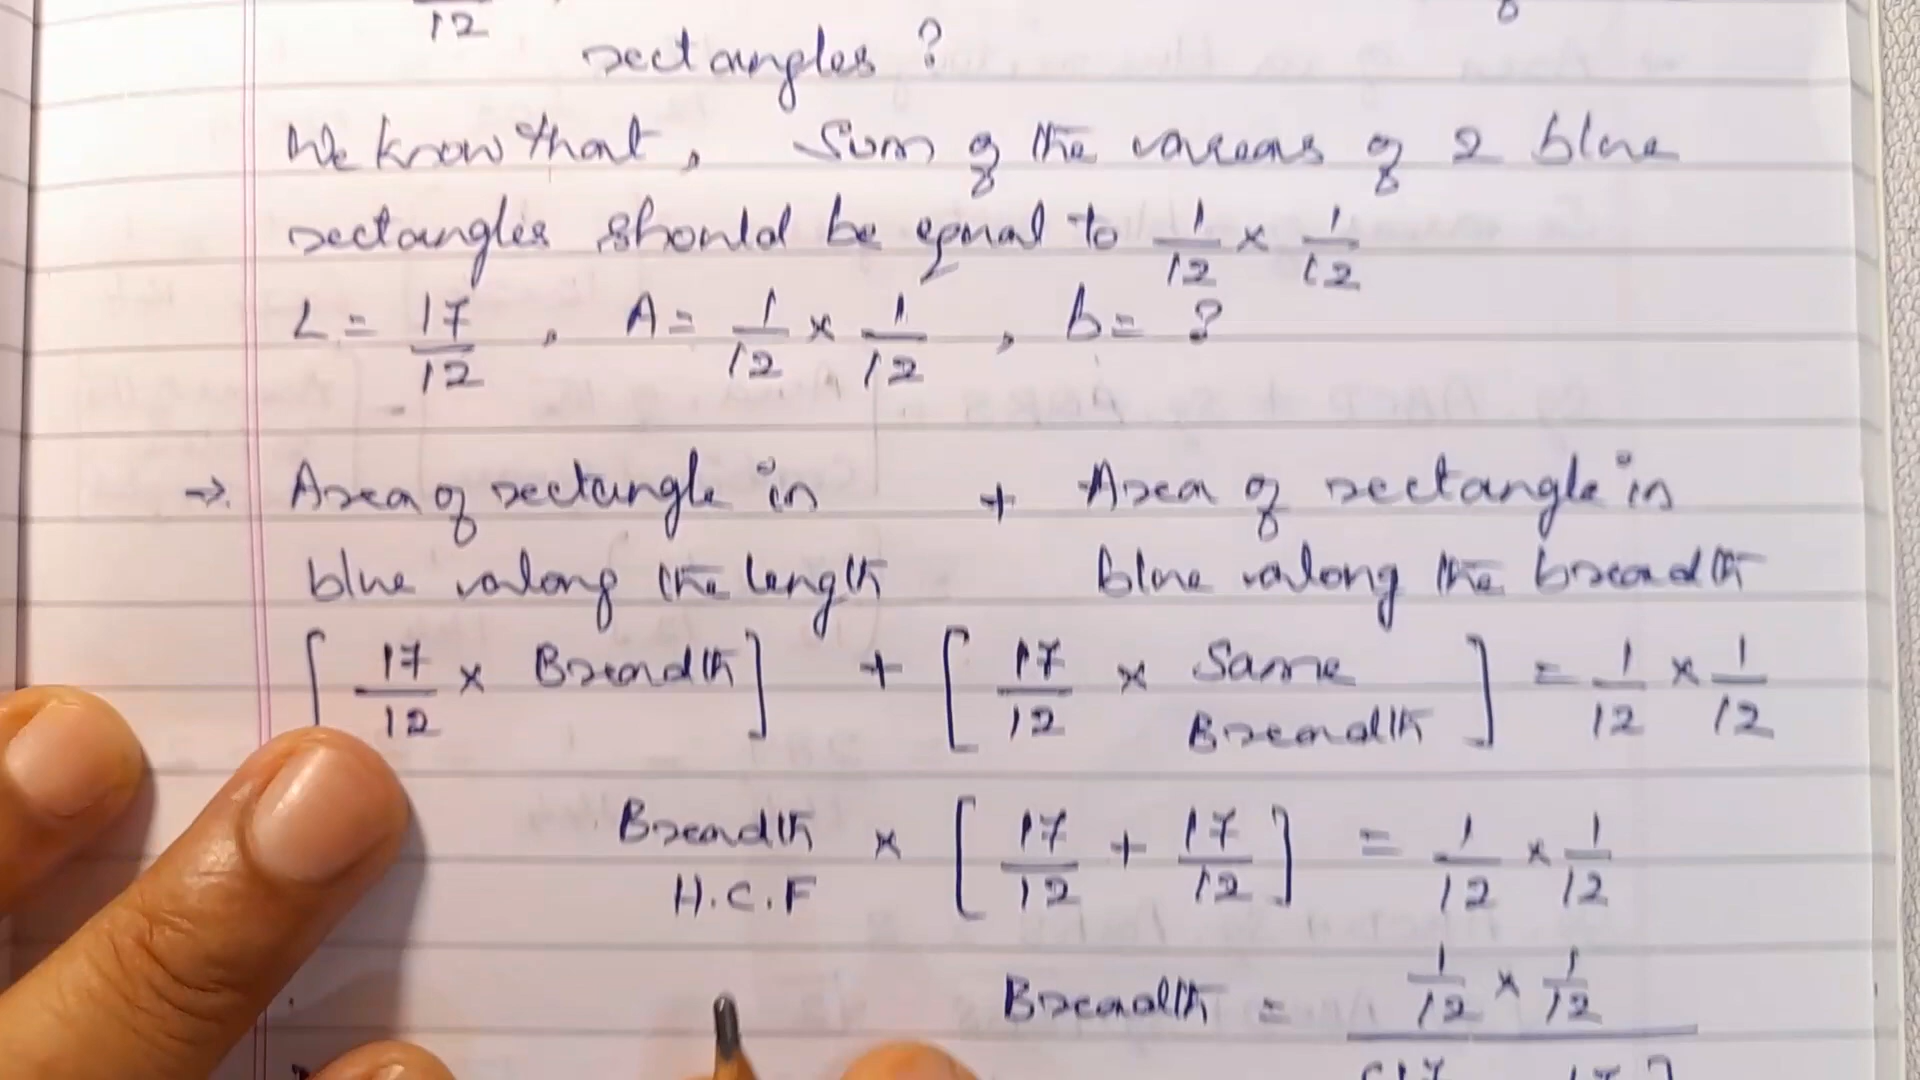 12
rectangles ?
We know that, Sum of the areas of 2 blue
rectangles should be equal to 1/12 × 1/12
L = 17/12 , A = 1/12 × 1/12 , b = ?
→ Area of rectangle in + Area of rectangle in
blue along the length blue along the breadth
[ 17/12 × Breadth ] + [ 17/12 × Same Breadth ] = 1/12 × 1/12
Breadth × [ 17/12 + 17/12 ] = 1/12 × 1/12
H.C.F
Breadth = 1/12 × 1/12